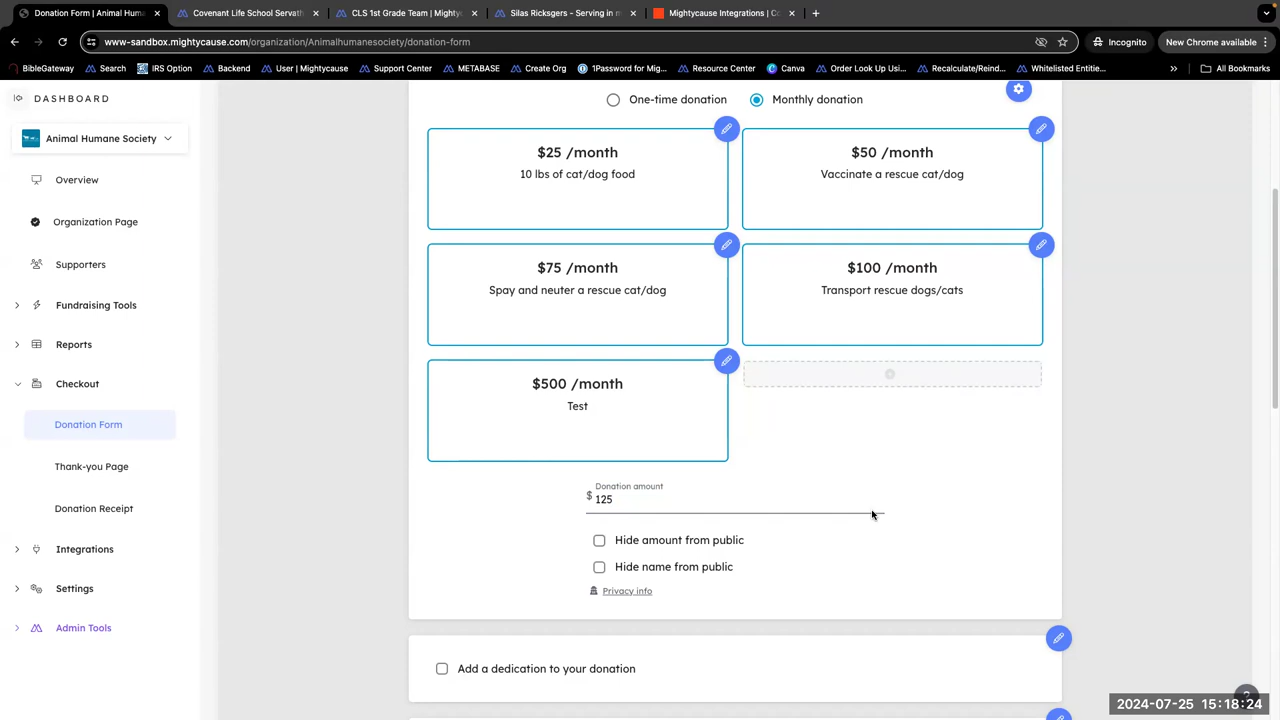 Donation Form | Animal Huma
Covenant Life School Servath
CLS 1st Grade Team | Mighty
Silas Ricksgers - Serving in m
Mightycause Integrations | Co
www-sandbox.mightycause.com/organization/Animalhumanesociety/donation-form
Incognito
New Chrome available
BibleGateway
Search
IRS Option
Backend
User | Mightycause
Support Center
METABASE
Create Org
1Password for Mig...
Resource Center
Canva
Order Look Up Usi...
Recalculate/Reind...
Whitelisted Entitie...
»
All Bookmarks
DASHBOARD
Animal Humane Society
Overview
Organization Page
Supporters
Fundraising Tools
Reports
Checkout
Donation Form
Thank-you Page
Donation Receipt
Integrations
Settings
Admin Tools
One-time donation
Monthly donation
$25 /month
10 lbs of cat/dog food
$50 /month
Vaccinate a rescue cat/dog
$75 /month
Spay and neuter a rescue cat/dog
$100 /month
Transport rescue dogs/cats
$500 /month
Test
Donation amount
$ 125
Hide amount from public
Hide name from public
Privacy info
Add a dedication to your donation
?
2024-07-25 15:18:24